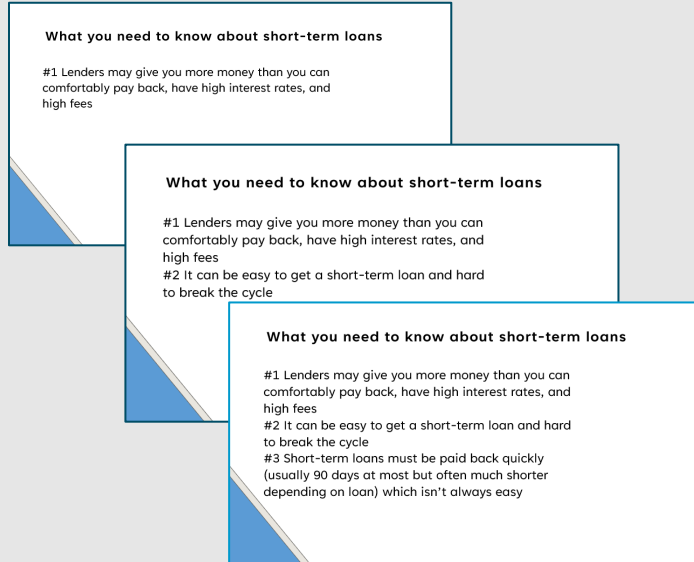 What you need to know about short-term loans
#1 Lenders may give you more money than you can
comfortably pay back, have high interest rates, and
high fees
What you need to know about short-term loans
#1 Lenders may give you more money than you can
comfortably pay back, have high interest rates, and
high fees
#2 It can be easy to get a short-term loan and hard
to break the cycle
What you need to know about short-term loans
#1 Lenders may give you more money than you can
comfortably pay back, have high interest rates, and
high fees
#2 It can be easy to get a short-term loan and hard
to break the cycle
#3 Short-term loans must be paid back quickly
(usually 90 days at most but often much shorter
depending on loan) which isn't always easy